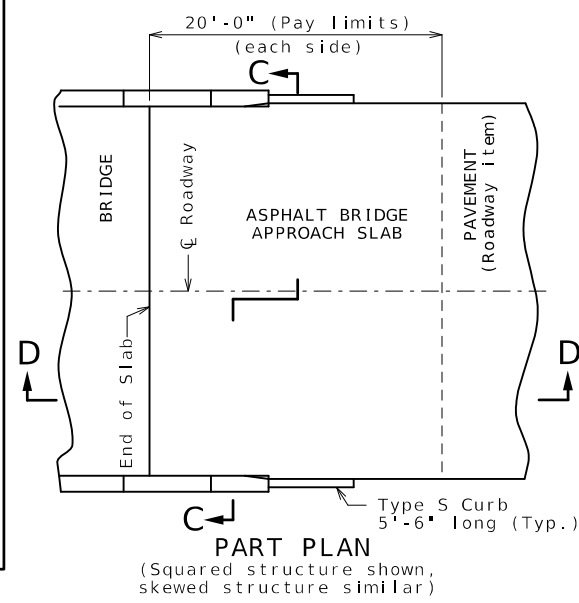 20'-0" (Pay limits)
(each side)
C
BRIDGE
℄ Roadway
ASPHALT BRIDGE
APPROACH SLAB
PAVEMENT
(Roadway item)
D
D
End of Slab
C
Type S Curb
5'-6" long (Typ.)
PART PLAN
(Squared structure shown,
skewed structure similar)